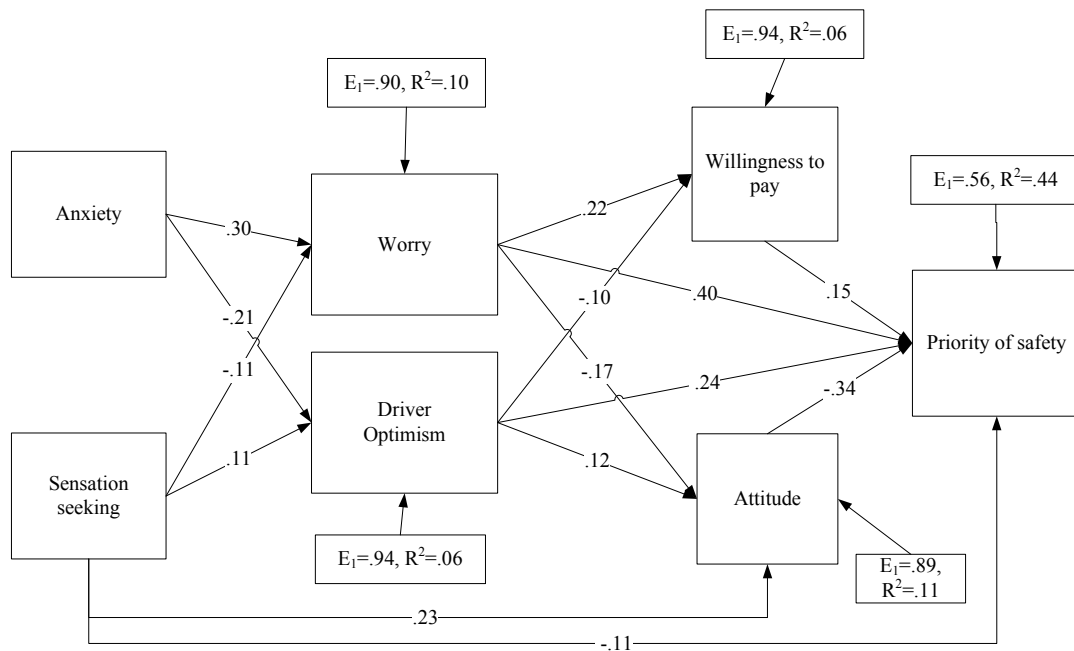 E₁=.94, R²=.06
E₁=.90, R²=.10
Willingness to
pay
E₁=.56, R²=.44
Anxiety
.30
Worry
.22
.15
-.21
-.10
.40
Priority of safety
-.11
-.17
.24
-.34
Driver
Optimism
.11
.12
Sensation
seeking
Attitude
E₁=.94, R²=.06
E₁=.89,
R²=.11
.23
-.11